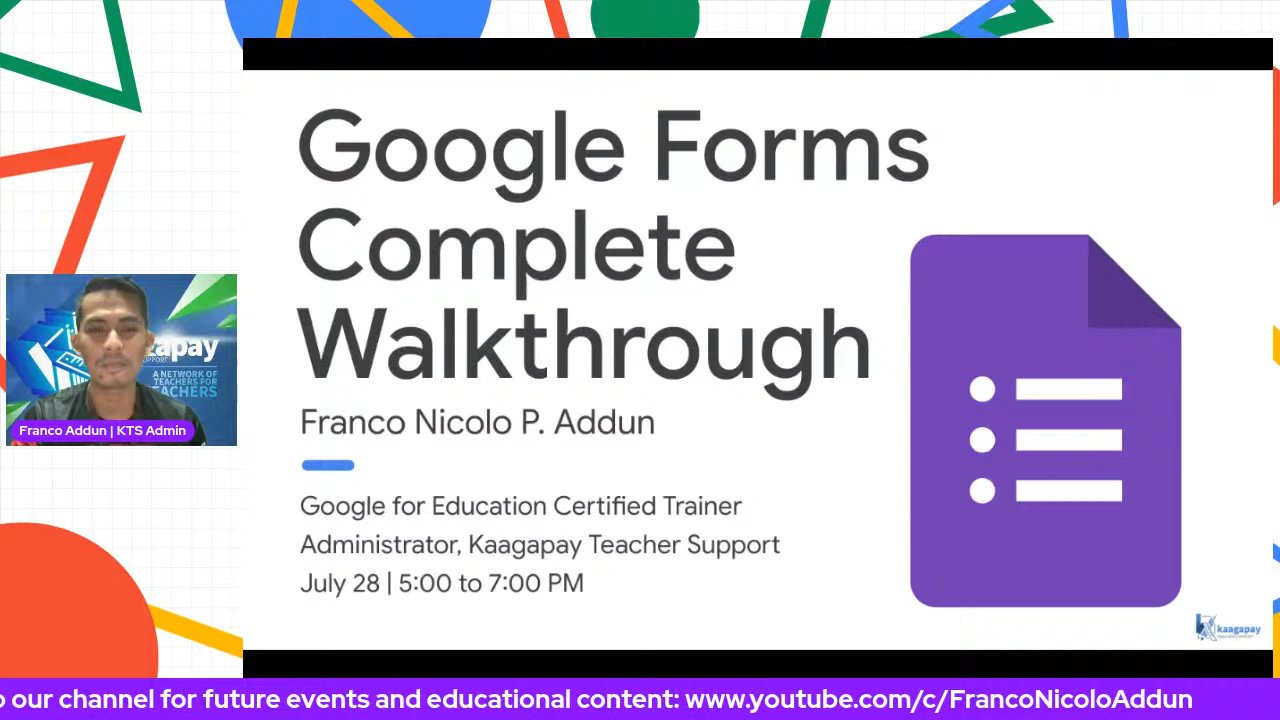 Google Forms
Complete
Walkthrough
Franco Nicolo P. Addun
Google for Education Certified Trainer
Administrator, Kaagapay Teacher Support
July 28 | 5:00 to 7:00 PM
gapay
SUPPORT
A NETWORK OF
TEACHERS FOR
TEACHERS
Franco Addun | KTS Admin
kaagapay
our channel for future events and educational content: www.youtube.com/c/FrancoNicoloAddun